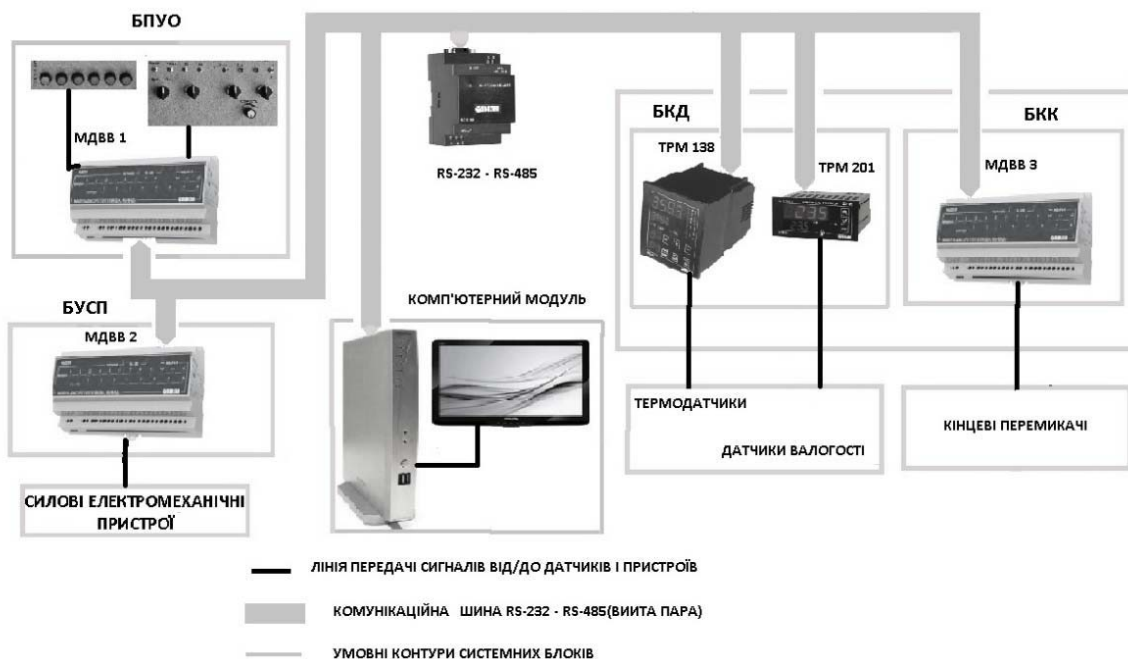 БПУО
МДВВ 1
RS-232 - RS-485
БКД
БКК
ТРМ 138
ТРМ 201
МДВВ 3
БУСП
МДВВ 2
КОМП'ЮТЕРНИЙ МОДУЛЬ
ТЕРМОДАТЧИКИ
ДАТЧИКИ ВАЛОГОСТІ
КІНЦЕВІ ПЕРЕМИКАЧІ
СИЛОВІ ЕЛЕКТРОМЕХАНІЧНІ
ПРИСТРОЇ
ЛІНІЯ ПЕРЕДАЧІ СИГНАЛІВ ВІД/ДО ДАТЧИКІВ І ПРИСТРОЇВ
КОМУНІКАЦІЙНА ШИНА RS-232 - RS-485(ВИИТА ПАРА)
УМОВНІ КОНТУРИ СИСТЕМНИХ БЛОКІВ